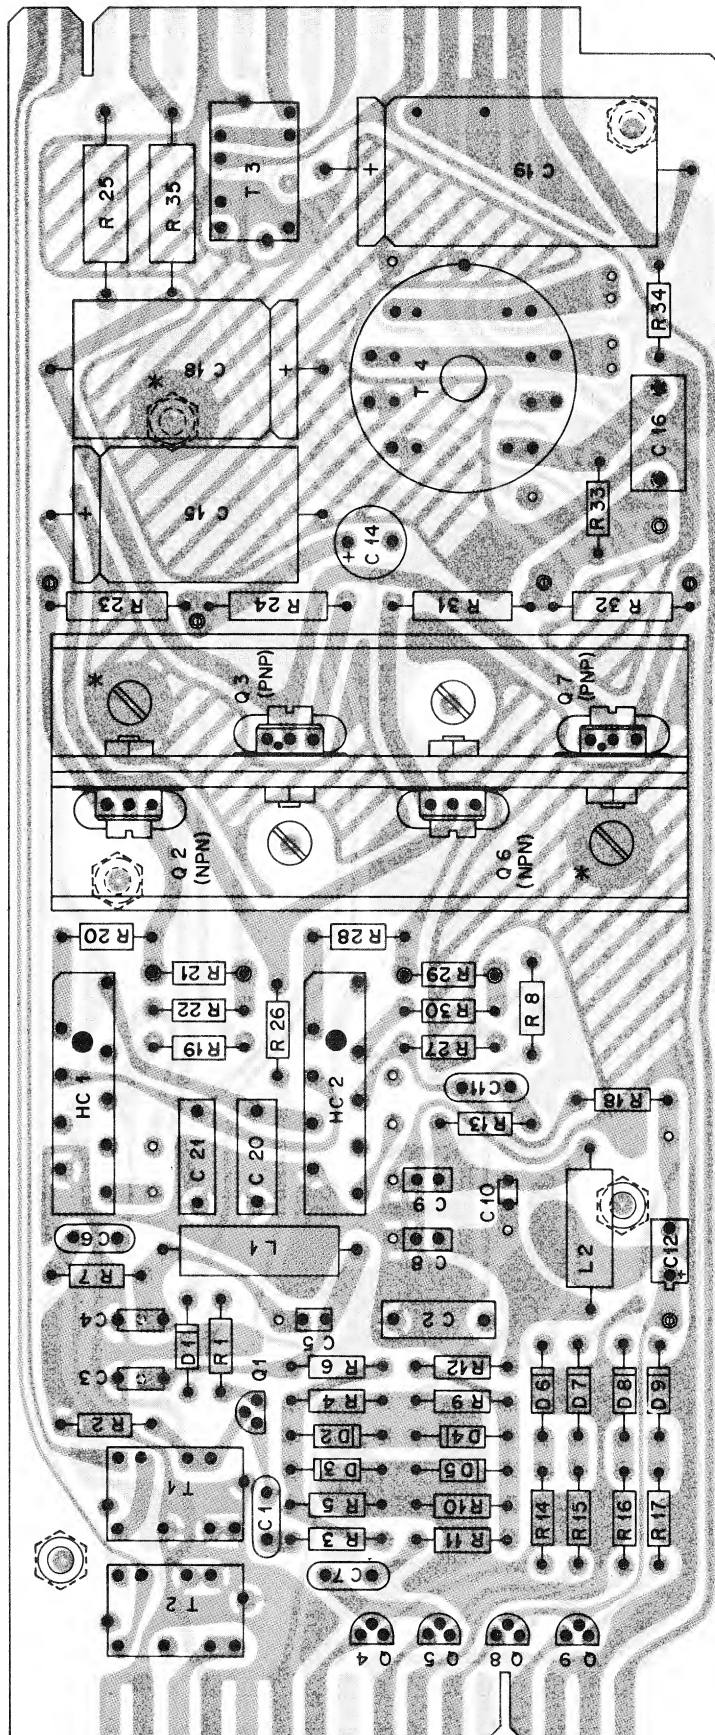 R 25
R 35
T 3
C 19
R 34
C 18
*
T 4
C 16
C 15
C 14
R 33
R 23
R 24
R 31
R 32
*
Q 3
(PNP)
Q 7
(PNP)
Q 2
(NPN)
Q 6
(NPN)
*
R 20
R 28
R 21
R 29
R 22
R 30
R 26
R 8
R 19
R 27
HC 1
HC 2
C 11
R 13
R 18
C 21
C 20
C 9
C 10
C 6
L 1
C 8
L 2
C 12
R 7
C 4
D 1
R 1
C 5
C 2
C 3
R 6
R 12
Q 1
R 4
R 9
D 6
D 7
D 8
D 9
R 2
D 2
D 4
T 1
D 3
D 5
C 1
R 5
R 10
R 14
R 15
R 16
R 17
R 3
R 11
C 7
T 2
Q 4
Q 5
Q 8
Q 9